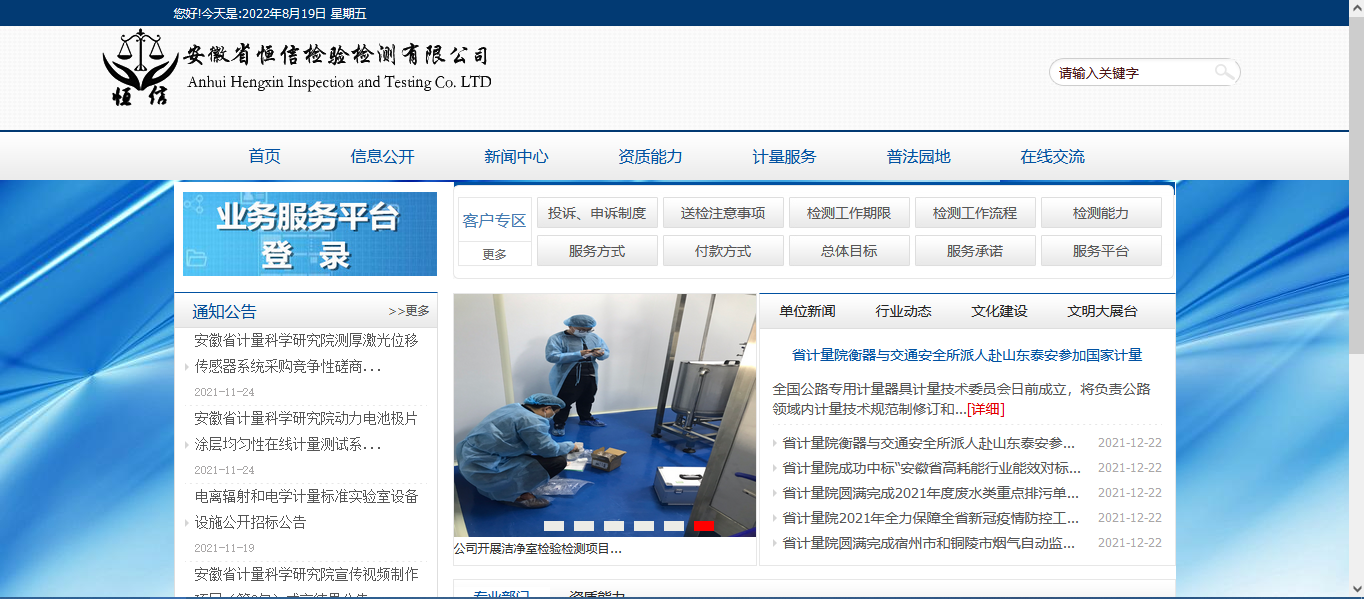 您好!今天是:2022年8月19日 星期五
安徽省恒信检验检测有限公司
Anhui Hengxin Inspection and Testing Co. LTD
恒 信
请输入关键字
首页 信息公开 新闻中心 资质能力 计量服务 普法园地 在线交流
业务服务平台
登 录
客户专区
更多
投诉、申诉制度 送检注意事项 检测工作期限 检测工作流程 检测能力
服务方式 付款方式 总体目标 服务承诺 服务平台
通知公告 >>更多
安徽省计量科学研究院测厚激光位移
传感器系统采购竞争性磋商...
2021-11-24
安徽省计量科学研究院动力电池极片
涂层均匀性在线计量测试系...
2021-11-24
电离辐射和电学计量标准实验室设备
设施公开招标公告
2021-11-19
安徽省计量科学研究院宣传视频制作
公司开展洁净室检验检测项目...
单位新闻 行业动态 文化建设 文明大展台
省计量院衡器与交通安全所派人赴山东泰安参加国家计量
全国公路专用计量器具计量技术委员会日前成立，将负责公路
领域内计量技术规范制修订和...[详细]
省计量院衡器与交通安全所派人赴山东泰安参... 2021-12-22
省计量院成功中标“安徽省高耗能行业能效对标... 2021-12-22
省计量院圆满完成2021年度废水类重点排污单... 2021-12-22
省计量院2021年全力保障全省新冠疫情防控工... 2021-12-22
省计量院圆满完成宿州市和铜陵市烟气自动监... 2021-12-22
专业部门 资质能力